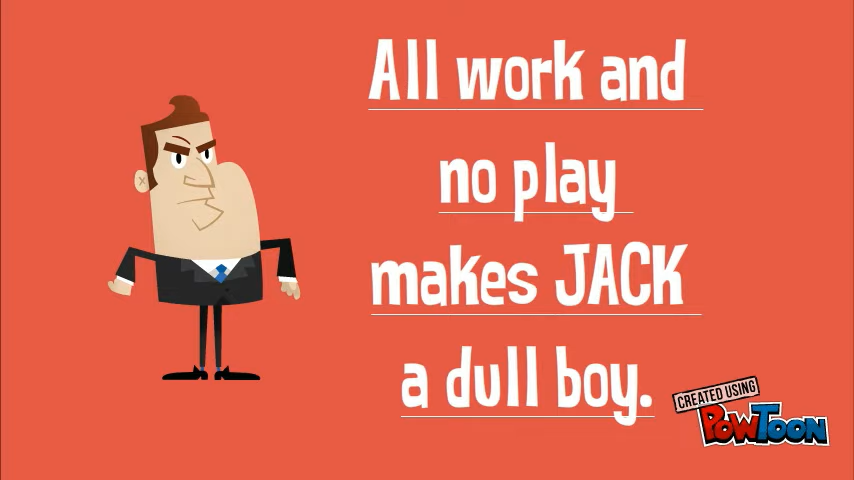 All work and
no play
makes JACK
a dull boy.
CREATED USING
POWTOON